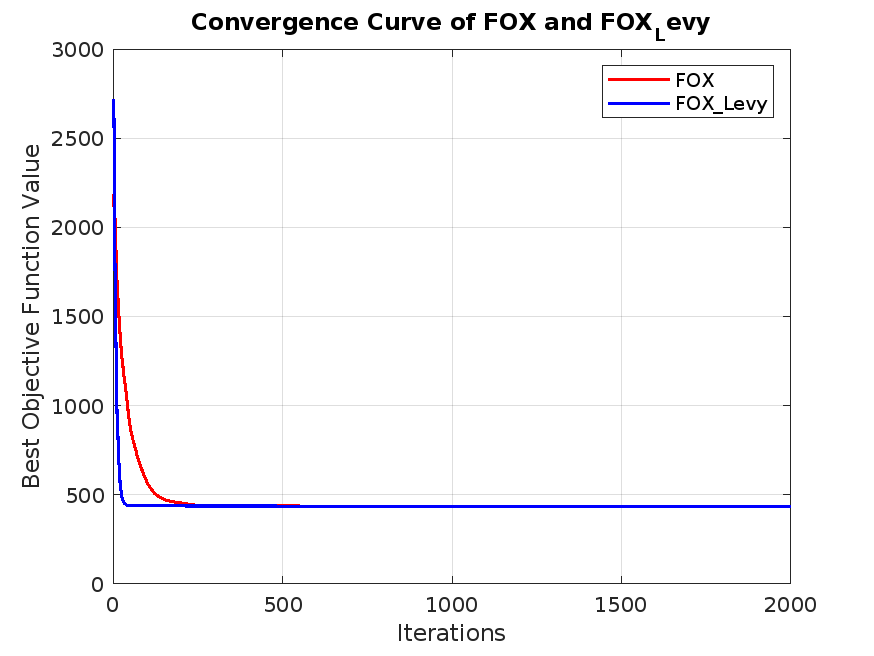 Convergence Curve of FOX and FOX_Levy
3000
2500
2000
1500
1000
500
0
Best Objective Function Value
FOX
FOX_Levy
0 500 1000 1500 2000
Iterations